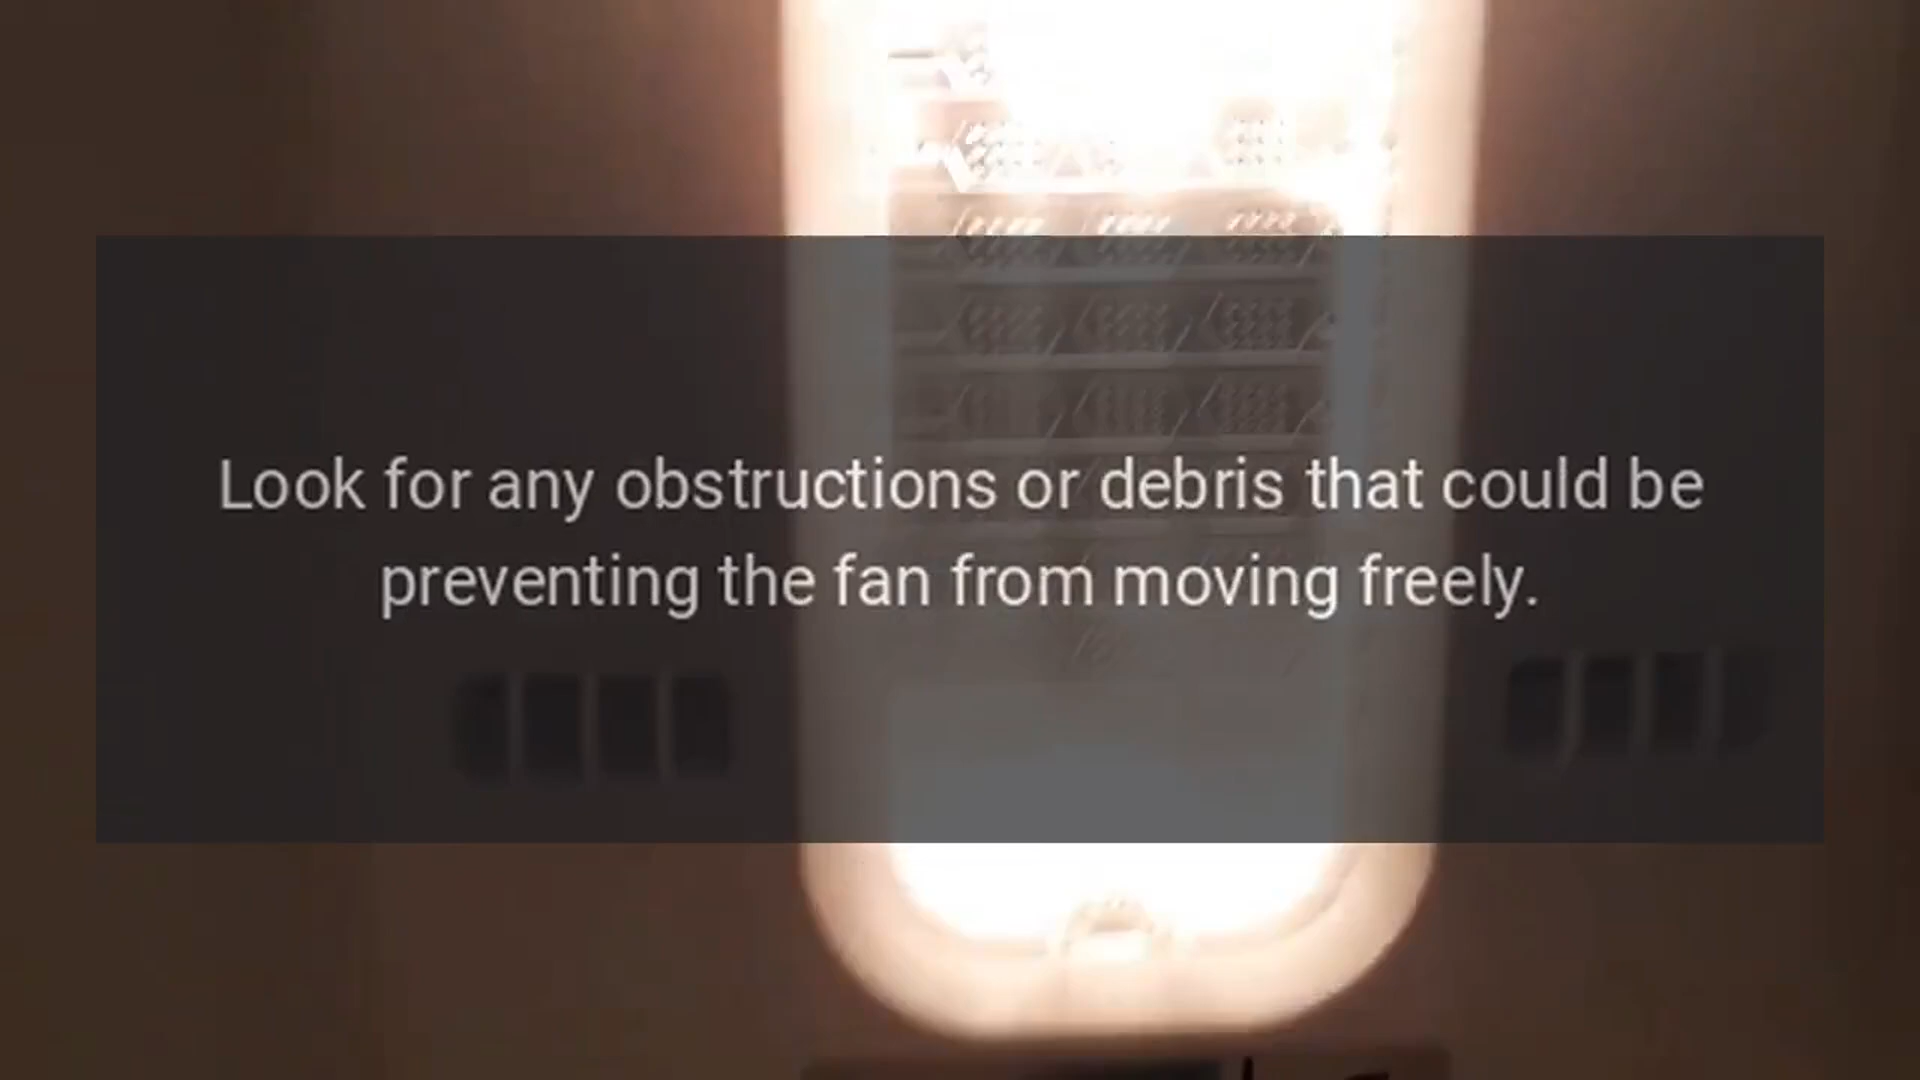 Look for any obstructions or debris that could be
preventing the fan from moving freely.